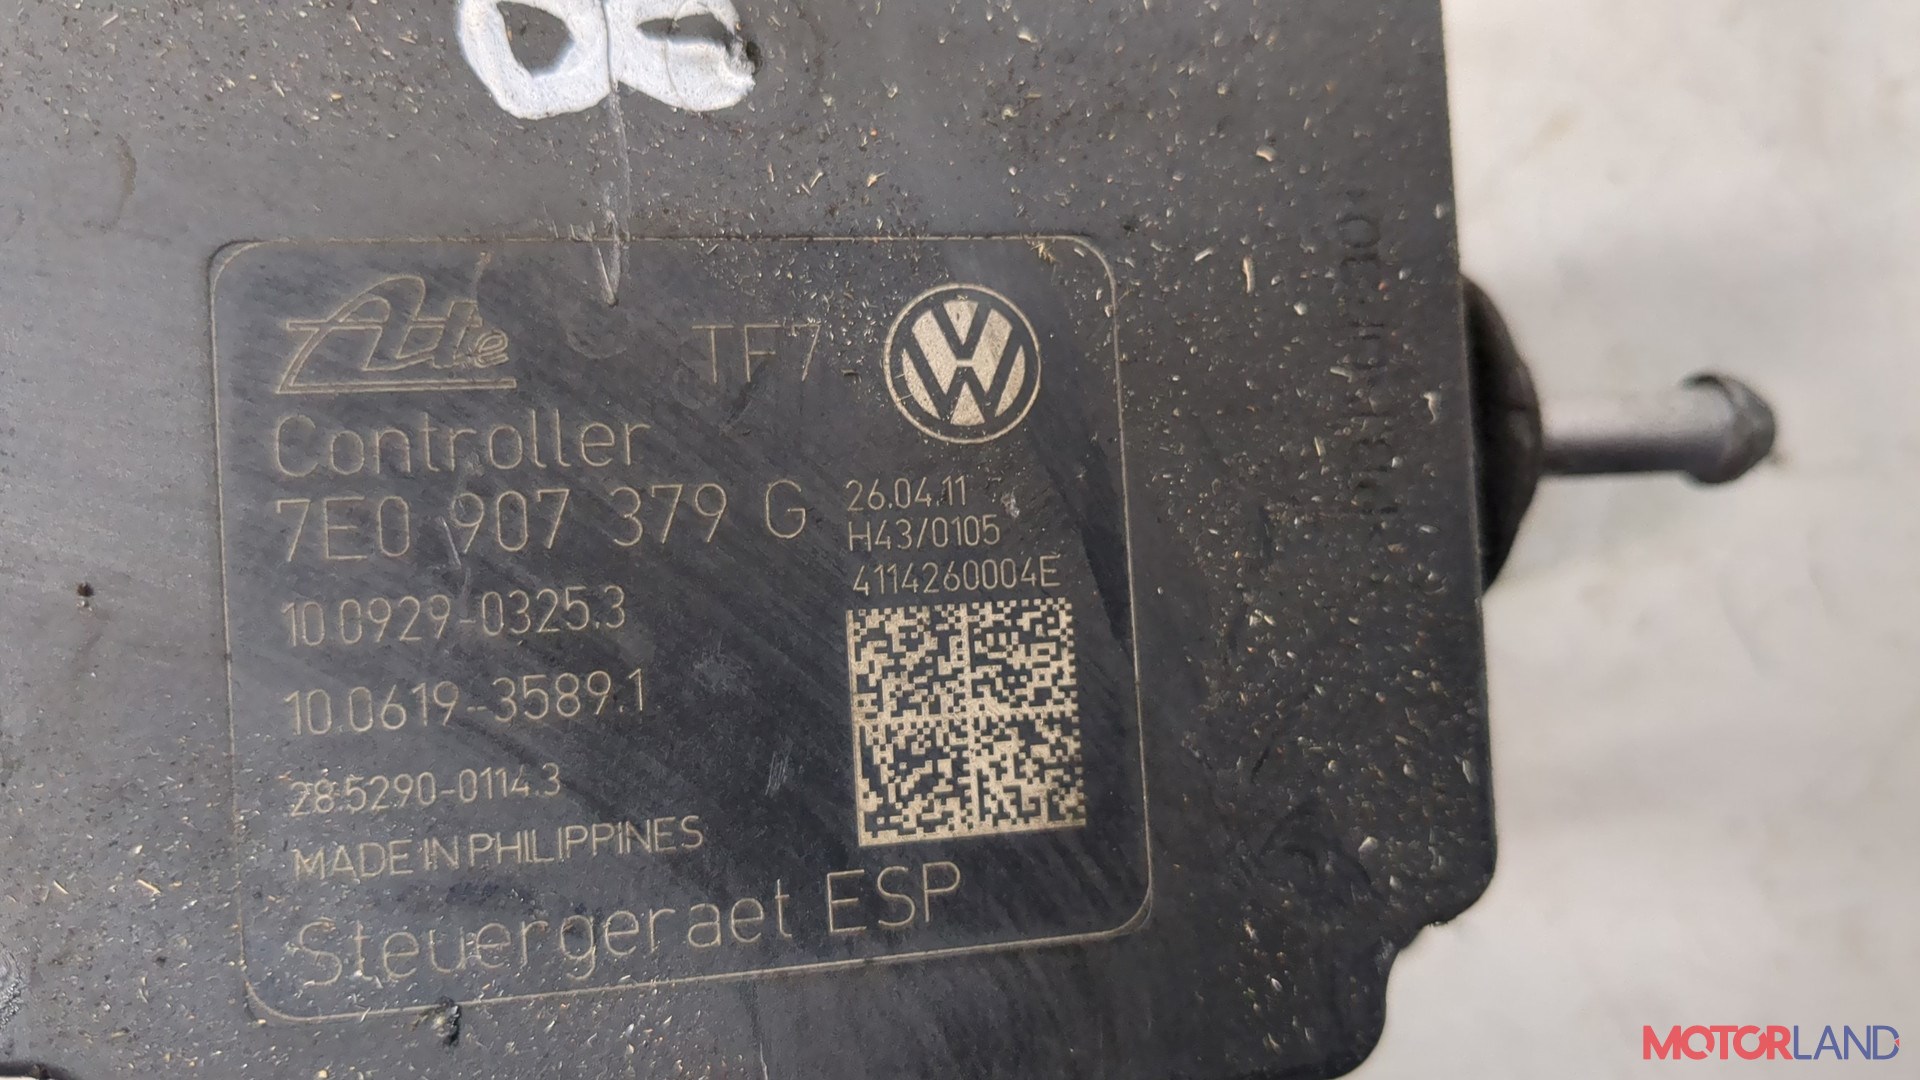 Ate TF7
Controller
7E0 907 379 G
26.04.11
H43/0105
4114260004E
10.0929-0325.3
10.0619-3589.1
28.5290-0114.3
MADE IN PHILIPPINES
Steuergeraet ESP
MOTORLAND